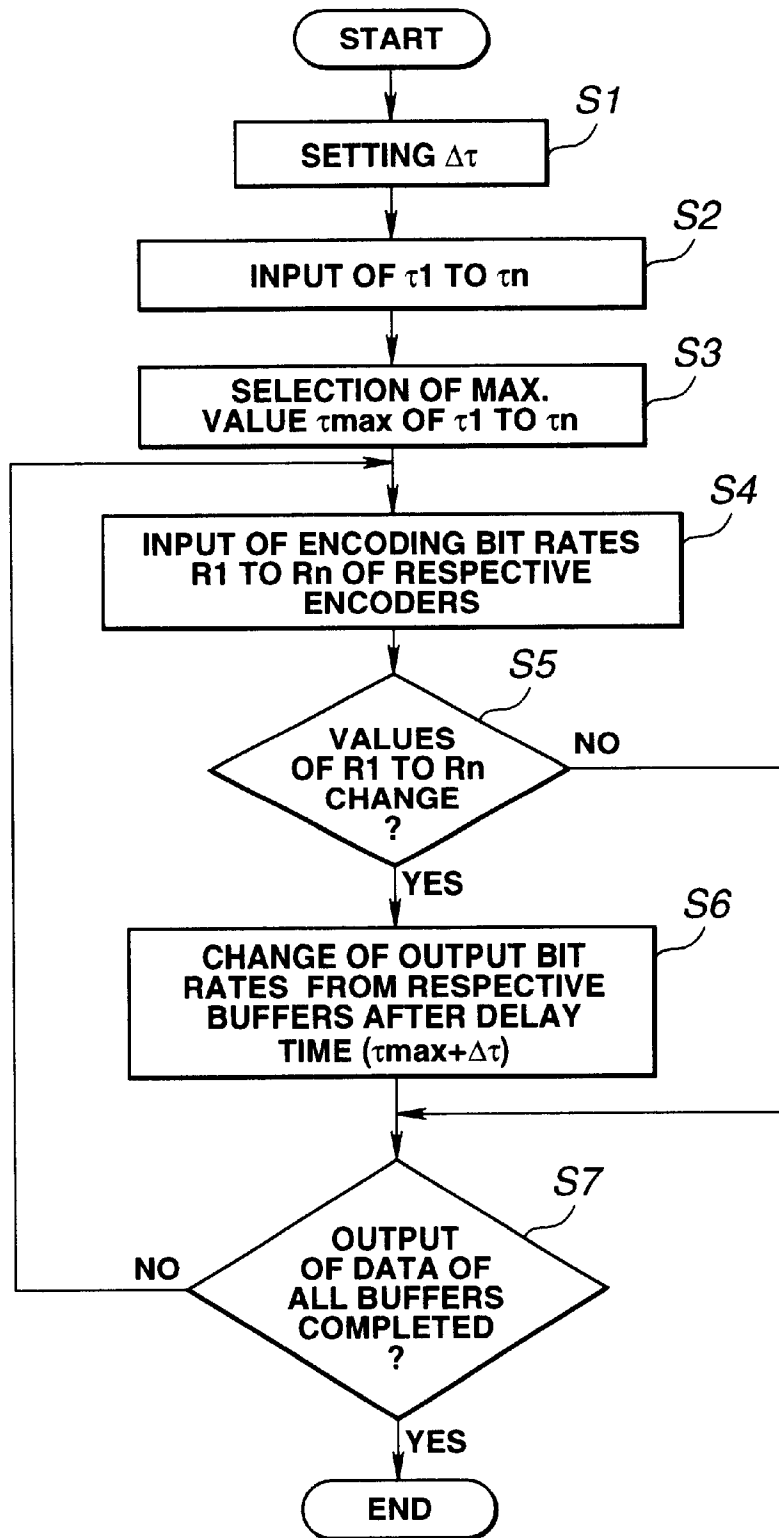 START
S1
SETTING Δτ
S2
INPUT OF τ1 TO τn
S3
SELECTION OF MAX.
VALUE τmax OF τ1 TO τn
S4
INPUT OF ENCODING BIT RATES
R1 TO Rn OF RESPECTIVE
ENCODERS
S5
VALUES
OF R1 TO Rn
CHANGE
?
NO
YES
S6
CHANGE OF OUTPUT BIT
RATES FROM RESPECTIVE
BUFFERS AFTER DELAY
TIME (τmax+Δτ)
S7
OUTPUT
OF DATA OF
ALL BUFFERS
COMPLETED
?
NO
YES
END